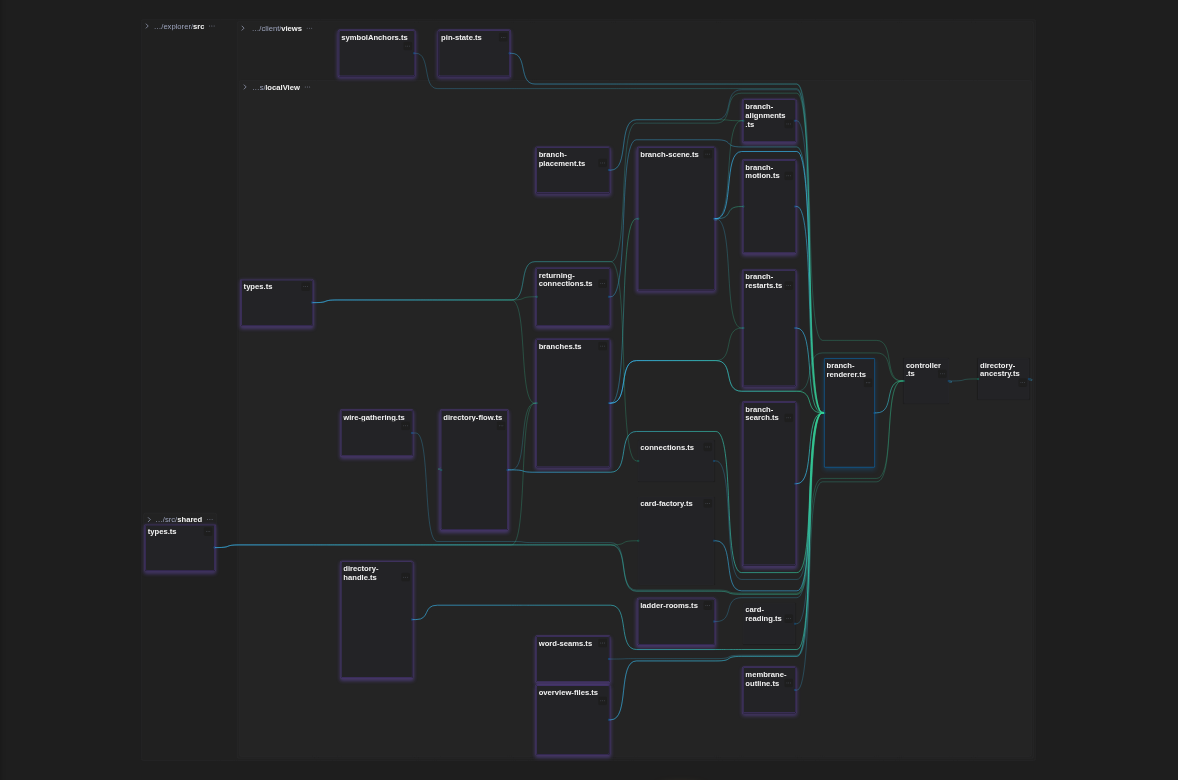 …/explorer/src ···
…/client/views ···
symbolAnchors.ts
pin-state.ts
…s/localView ···
branch-
alignments
.ts
branch-
placement.ts
branch-scene.ts
branch-
motion.ts
types.ts
returning-
connections.ts
branch-
restarts.ts
branches.ts
branch-
renderer.ts
controller
.ts
directory-
ancestry.ts
wire-gathering.ts
directory-flow.ts
branch-
search.ts
connections.ts
card-factory.ts
…/src/shared ···
types.ts
directory-
handle.ts
ladder-rooms.ts
card-
reading.ts
word-seams.ts
membrane-
outline.ts
overview-files.ts